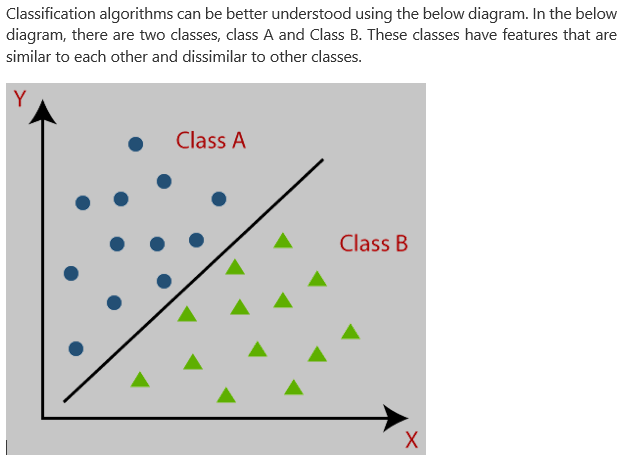 Classification algorithms can be better understood using the below diagram. In the below
diagram, there are two classes, class A and Class B. These classes have features that are
similar to each other and dissimilar to other classes.
Y
Class A
Class B
X